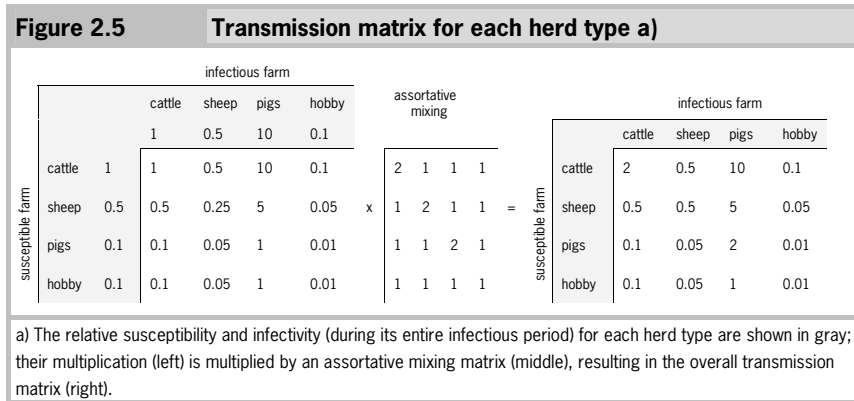 Figure 2.5 Transmission matrix for each herd type a)
infectious farm
cattle sheep pigs hobby
1 0.5 10 0.1
susceptible farm
cattle 1 1 0.5 10 0.1
sheep 0.5 0.5 0.25 5 0.05
pigs 0.1 0.1 0.05 1 0.01
hobby 0.1 0.1 0.05 1 0.01
x
assortative
mixing
2 1 1 1
1 2 1 1
1 1 2 1
1 1 1 1
=
infectious farm
cattle sheep pigs hobby
susceptible farm
cattle 2 0.5 10 0.1
sheep 0.5 0.5 5 0.05
pigs 0.1 0.05 2 0.01
hobby 0.1 0.05 1 0.01
a) The relative susceptibility and infectivity (during its entire infectious period) for each herd type are shown in gray;
their multiplication (left) is multiplied by an assortative mixing matrix (middle), resulting in the overall transmission
matrix (right).